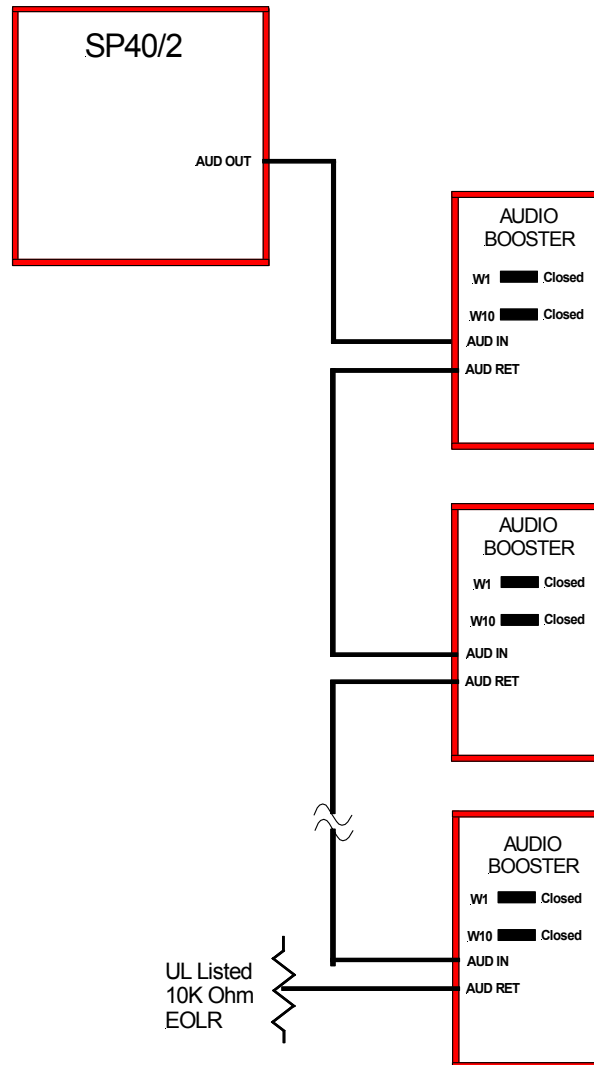 SP40/2
AUD OUT
AUDIO
BOOSTER
W1 Closed
W10 Closed
AUD IN
AUD RET
AUDIO
BOOSTER
W1 Closed
W10 Closed
AUD IN
AUD RET
AUDIO
BOOSTER
W1 Closed
W10 Closed
AUD IN
AUD RET
UL Listed
10K Ohm
EOLR